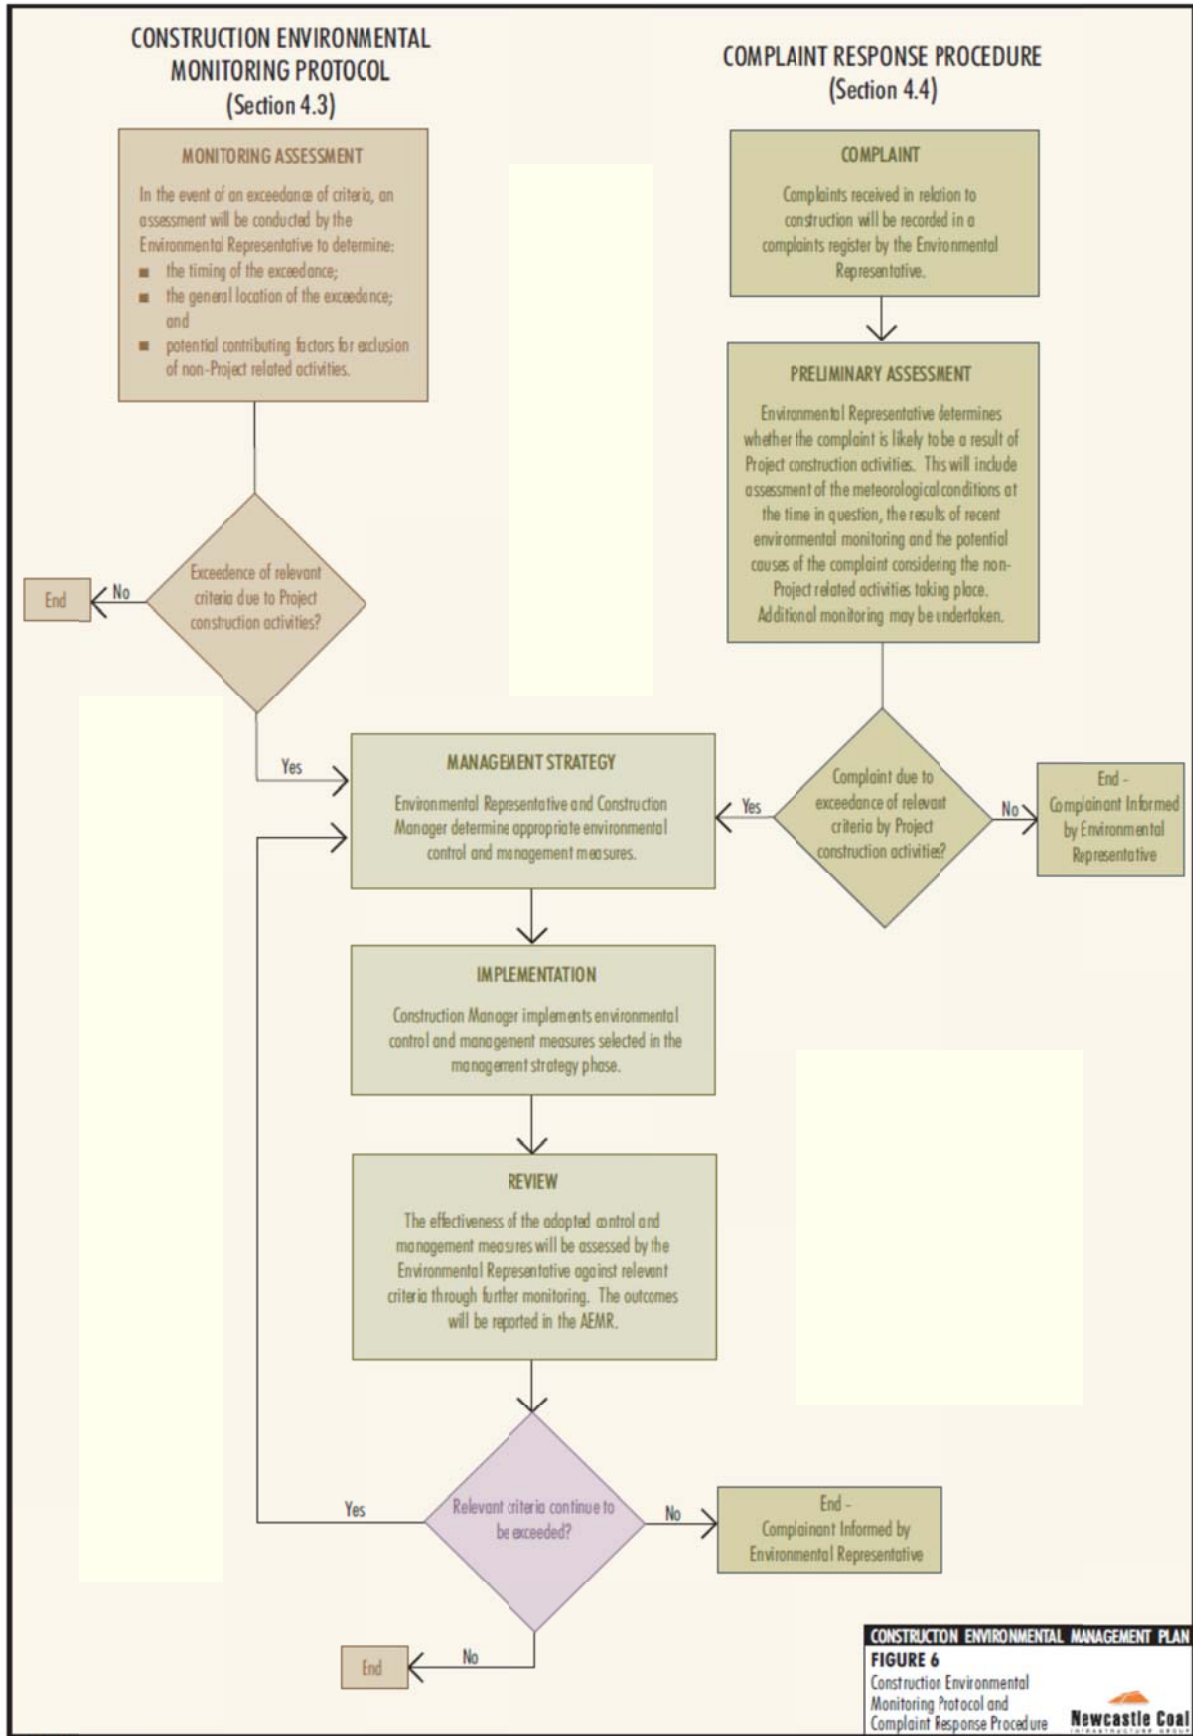 CONSTRUCTION ENVIRONMENTAL
MONITORING PROTOCOL
(Section 4.3)
MONITORING ASSESSMENT
In the event of an exceedance of criteria, an
assessment will be conducted by the
Environmental Representative to determine:
■ the timing of the exceedance;
■ the general location of the exceedance;
and
■ potential contributing factors for exclusion
of non-Project related activities.
Exceedence of relevant
criteria due to Project
construction activities?
No
End
Yes
COMPLAINT RESPONSE PROCEDURE
(Section 4.4)
COMPLAINT
Complaints received in relation to
construction will be recorded in a
complaints register by the Environmental
Representative.
PRELIMINARY ASSESSMENT
Environmental Representative determines
whether the complaint is likely to be a result of
Project construction activities. This will include
assessment of the meteorological conditions at
the time in question, the results of recent
environmental monitoring and the potential
causes of the complaint considering the non-
Project related activities taking place.
Additional monitoring may be undertaken.
Complaint due to
exceedance of relevant
criteria by Project
construction activities?
Yes
No
End –
Complainant Informed
by Environmental
Representative
MANAGEMENT STRATEGY
Environmental Representative and Construction
Manager determine appropriate environmental
control and management measures.
IMPLEMENTATION
Construction Manager implements environmental
control and management measures selected in the
management strategy phase.
REVIEW
The effectiveness of the adopted control and
management measures will be assessed by the
Environmental Representative against relevant
criteria through further monitoring. The outcomes
will be reported in the AEMR.
Relevant criteria continue to
be exceeded?
Yes
No
End –
Complainant Informed by
Environmental Representative
No
End
CONSTRUCTON ENVIRONMENTAL MANAGEMENT PLAN
FIGURE 6
Construction Environmental
Monitoring Protocol and
Complaint Response Procedure
Newcastle Coal
INFRASTRUCTURE GROUP